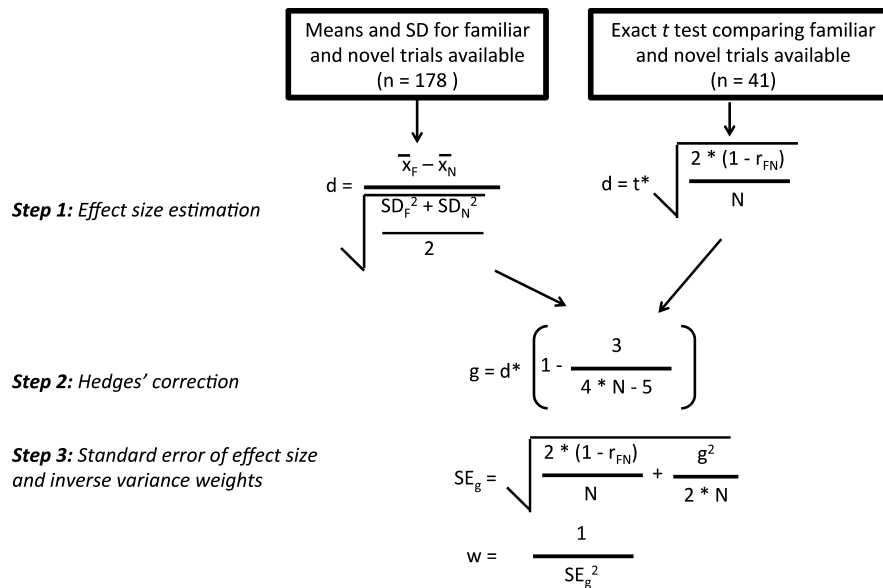 Means and SD for familiar
and novel trials available
(n = 178 )
Exact t test comparing familiar
and novel trials available
(n = 41)
Step 1: Effect size estimation
d = (x̅F – x̅N) / √((SDF² + SDN²) / 2)
d = t* √(2 * (1 - rFN) / N)
Step 2: Hedges’ correction
g = d* (1 - 3 / (4 * N - 5))
Step 3: Standard error of effect size
and inverse variance weights
SEg = √(2 * (1 - rFN) / N + g² / (2 * N))
w = 1 / SEg²